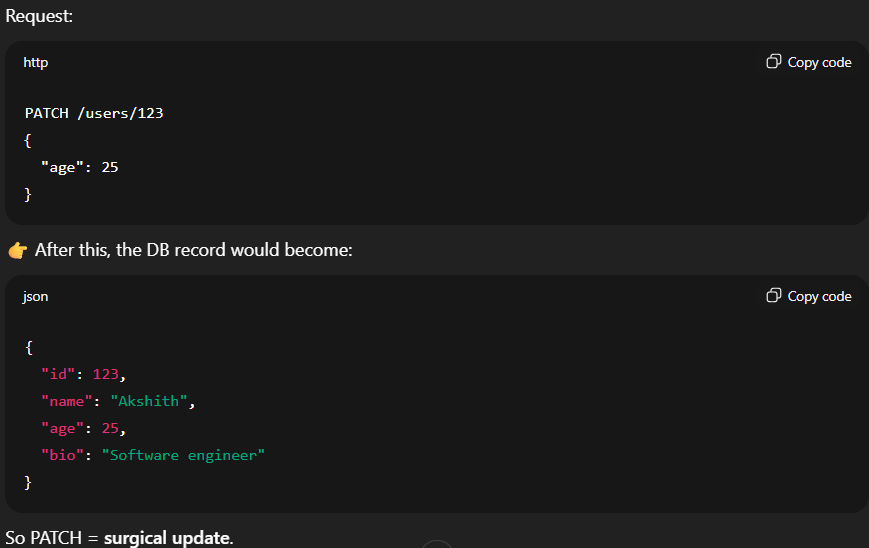 Request:
http
Copy code
PATCH /users/123
{
  "age": 25
}
👉 After this, the DB record would become:
json
Copy code
{
  "id": 123,
  "name": "Akshith",
  "age": 25,
  "bio": "Software engineer"
}
So PATCH = surgical update.